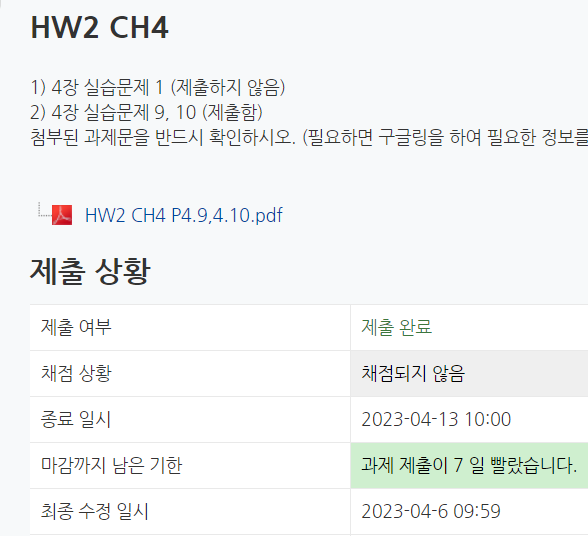 HW2 CH4
1) 4장 실습문제 1 (제출하지 않음)
2) 4장 실습문제 9, 10 (제출함)
첨부된 과제문을 반드시 확인하시오. (필요하면 구글링을 하여 필요한 정보를
HW2 CH4 P4.9,4.10.pdf
제출 상황
제출 여부 제출 완료
채점 상황 채점되지 않음
종료 일시 2023-04-13 10:00
마감까지 남은 기한 과제 제출이 7 일 빨랐습니다.
최종 수정 일시 2023-04-6 09:59